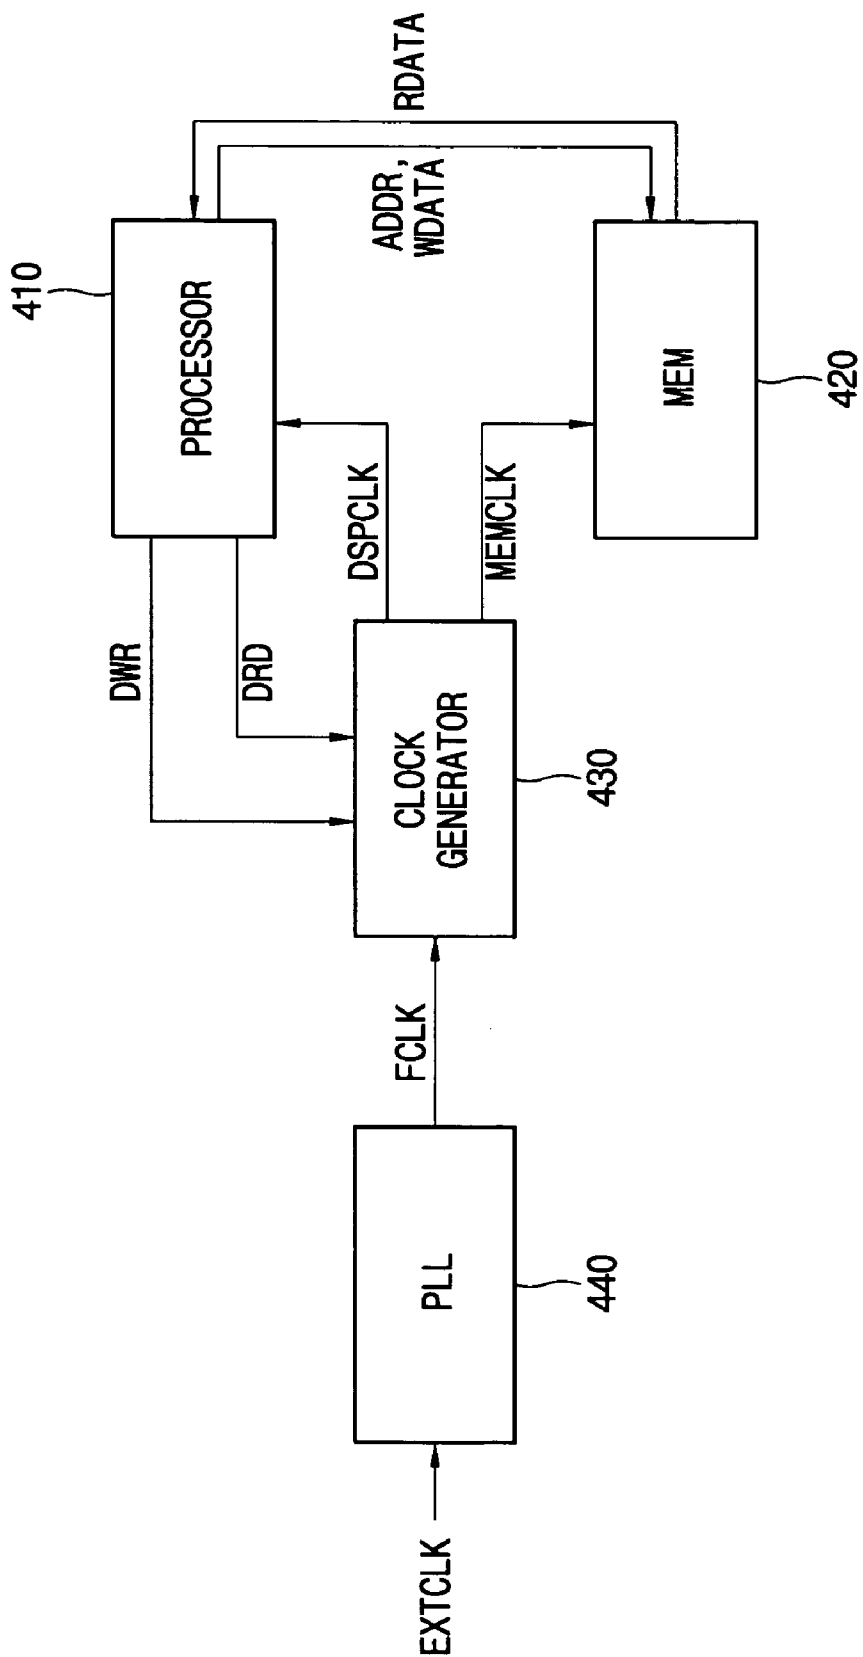 EXTCLK
PLL
440
FCLK
CLOCK
GENERATOR
430
DWR
DRD
DSPCLK
MEMCLK
410
PROCESSOR
MEM
420
ADDR,
WDATA
RDATA